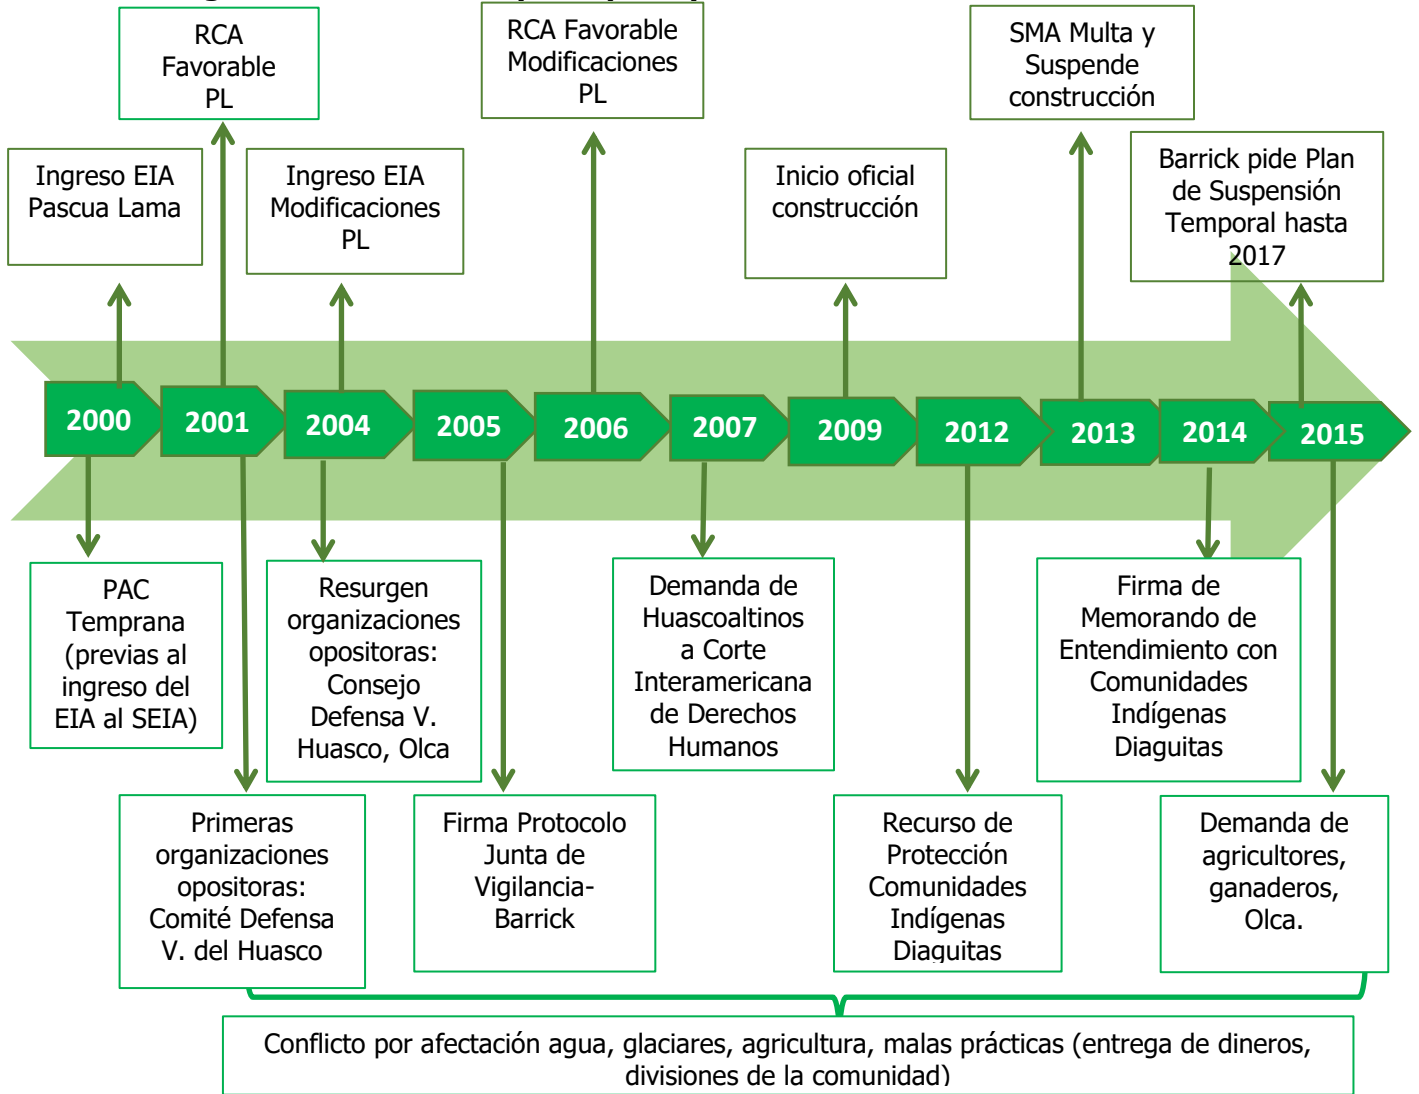 RCA
Favorable
PL
RCA Favorable
Modificaciones
PL
SMA Multa y
Suspende
construcción
Ingreso EIA
Pascua Lama
Ingreso EIA
Modificaciones
PL
Inicio oficial
construcción
Barrick pide Plan
de Suspensión
Temporal hasta
2017
2000
2001
2004
2005
2006
2007
2009
2012
2013
2014
2015
PAC
Temprana
(previas al
ingreso del
EIA al SEIA)
Resurgen
organizaciones
opositoras:
Consejo
Defensa V.
Huasco, Olca
Demanda de
Huascoaltinos
a Corte
Interamericana
de Derechos
Humanos
Firma de
Memorando de
Entendimiento con
Comunidades
Indígenas
Diaguitas
Primeras
organizaciones
opositoras:
Comité Defensa
V. del Huasco
Firma Protocolo
Junta de
Vigilancia-
Barrick
Recurso de
Protección
Comunidades
Indígenas
Diaguitas
Demanda de
agricultores,
ganaderos,
Olca.
Conflicto por afectación agua, glaciares, agricultura, malas prácticas (entrega de dineros,
divisiones de la comunidad)